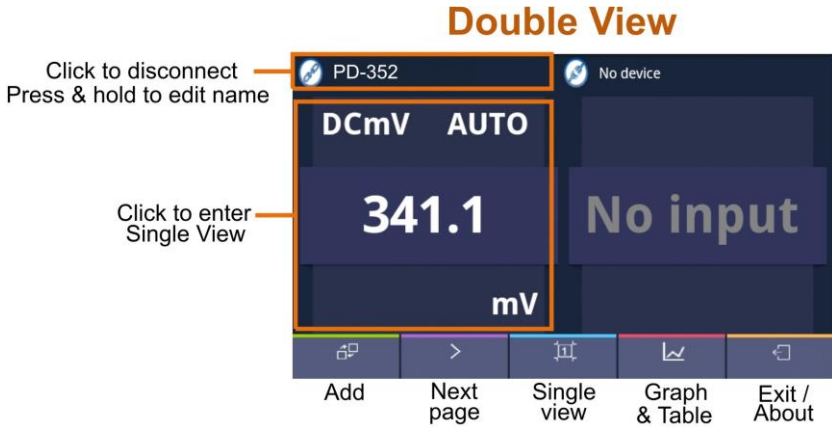 Double View
Click to disconnect
Press & hold to edit name
PD-352
No device
DCmV AUTO
Click to enter
Single View
341.1
No input
mV
1
Add
Next
page
Single
view
Graph
& Table
Exit /
About